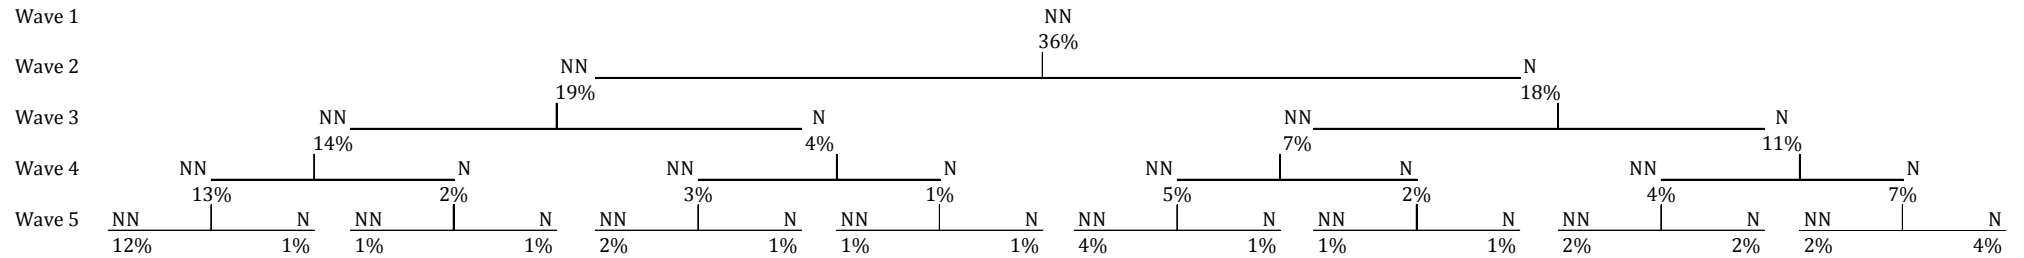 Wave 1 NN
36%
Wave 2 NN N
19% 18%
Wave 3 NN N NN N
14% 4% 7% 11%
Wave 4 NN N NN N NN N NN N
13% 2% 3% 1% 5% 2% 4% 7%
Wave 5 NN N NN N NN N NN N NN N NN N NN N NN N
12% 1% 1% 1% 2% 1% 1% 1% 4% 1% 1% 1% 2% 2% 2% 4%